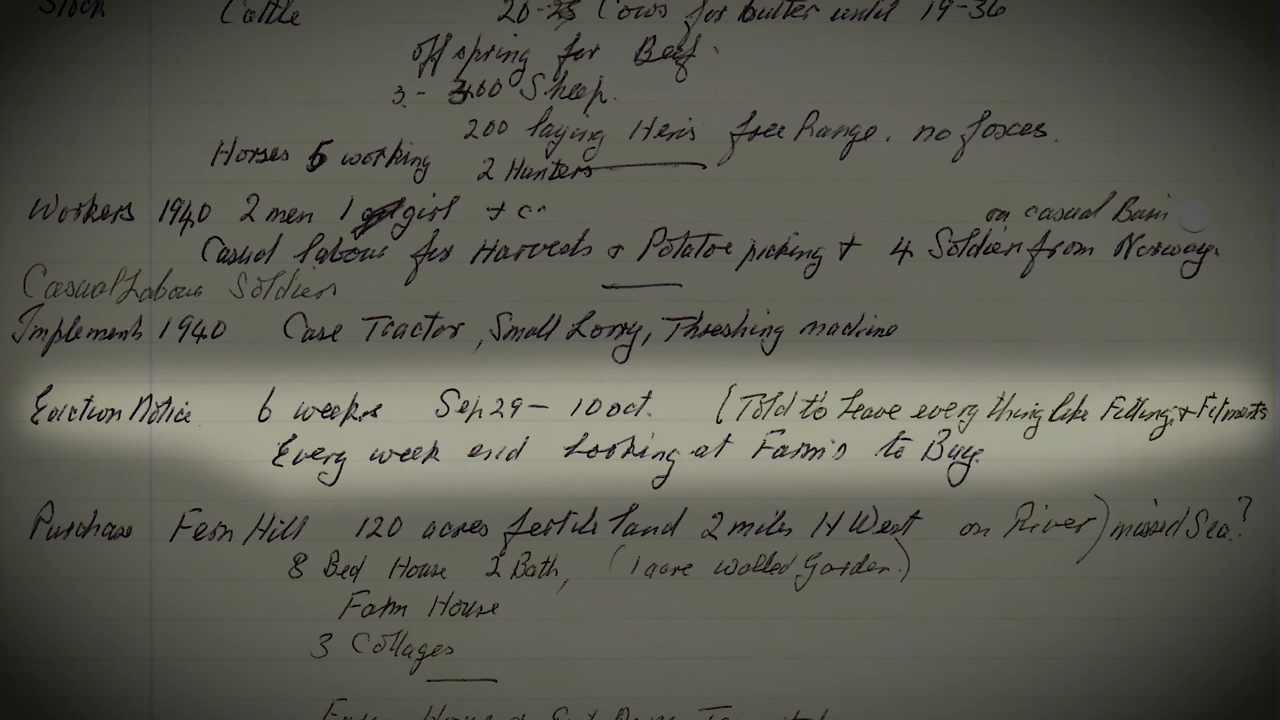 Stock Cattle 20-25 Cows for butter until 19-36
offspring for Beef.
3 - 400 Sheep.
200 laying Hens free Range. no foxes.
Horses 5 working 2 Hunters
Workers 1940 2 men 1 girl + c on casual Basis
Casual labour for Harvests & Potatoe picking + 4 Soldiers from Norway.
Casual Labour Soldiers
Implements 1940 Case Tractor, Small Lorry, Threshing machine
Eviction Notice 6 weeks Sep 29 - 10 oct. (Told to leave every thing like Fittings & Fitments
Every week end Looking at Farms to Buy.
Purchase Fern Hill 120 acres fertile land 2 miles N West on River) missed Sea?
8 Bed House 2 Bath, (1 acre walled Garden.)
Farm House
3 Cottages
Farm House